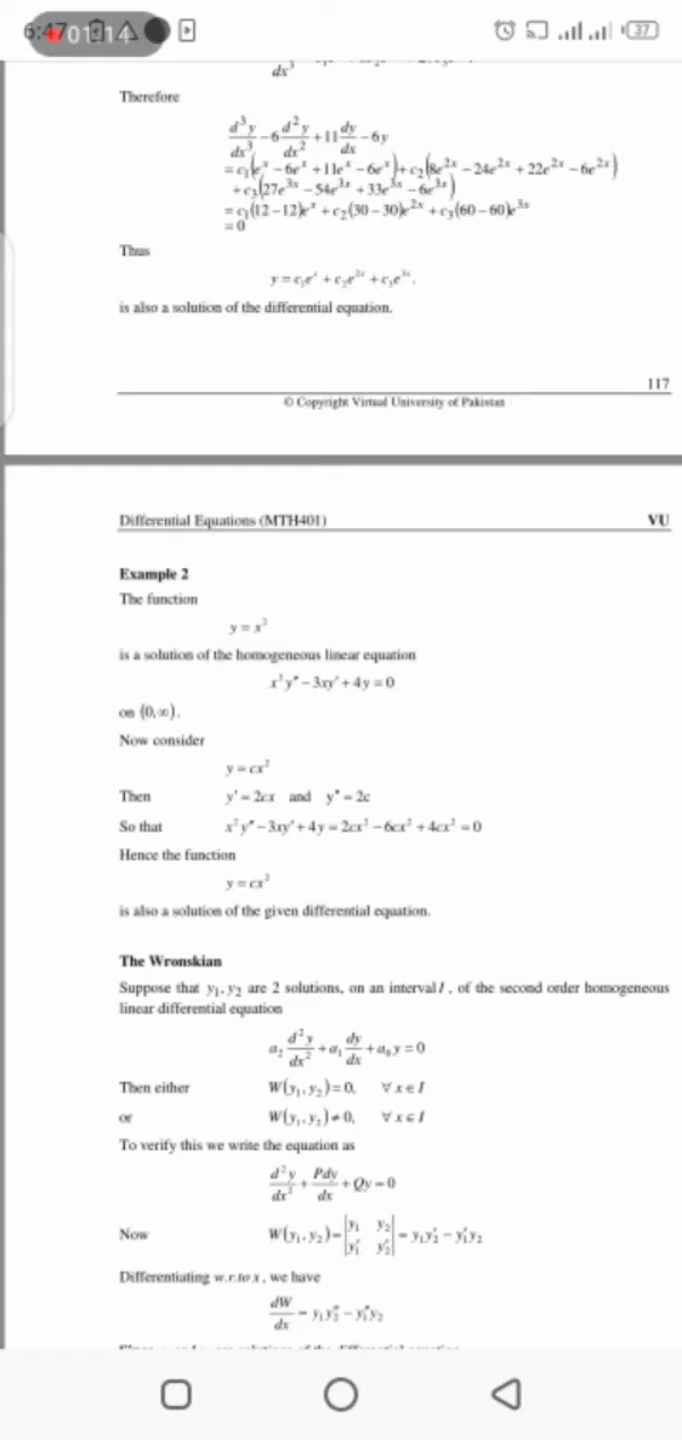 6:47 01:14 37
dx³
Therefore
d³y/dx³ − 6 d²y/dx² + 11 dy/dx − 6y
= c₁(eˣ − 6eˣ + 11eˣ − 6eˣ) + c₂(8e²ˣ − 24e²ˣ + 22e²ˣ − 6e²ˣ)
+ c₃(27e³ˣ − 54e³ˣ + 33e³ˣ − 6e³ˣ)
= c₁(12 − 12)eˣ + c₂(30 − 30)e²ˣ + c₃(60 − 60)e³ˣ
= 0
Thus
y = c₁eˣ + c₂e²ˣ + c₃e³ˣ.
is also a solution of the differential equation.
117
© Copyright Virtual University of Pakistan
Differential Equations (MTH401) VU
Example 2
The function
y = x²
is a solution of the homogeneous linear equation
x²y″ − 3xy′ + 4y = 0
on (0, ∞).
Now consider
y = cx²
Then y′ = 2cx and y″ = 2c
So that x²y″ − 3xy′ + 4y = 2cx² − 6cx² + 4cx² = 0
Hence the function
y = cx²
is also a solution of the given differential equation.
The Wronskian
Suppose that y₁, y₂ are 2 solutions, on an interval I, of the second order homogeneous
linear differential equation
a₂ d²y/dx² + a₁ dy/dx + a₀y = 0
Then either W(y₁, y₂) = 0, ∀ x ∈ I
or W(y₁, y₂) ≠ 0, ∀ x ∈ I
To verify this we write the equation as
d²y/dx² + Pdy/dx + Qy = 0
Now W(y₁, y₂) = |y₁ y₂ y₁′ y₂′| = y₁y₂′ − y₁′y₂
Differentiating w.r.to x, we have
dW/dx = y₁y₂″ − y₁″y₂